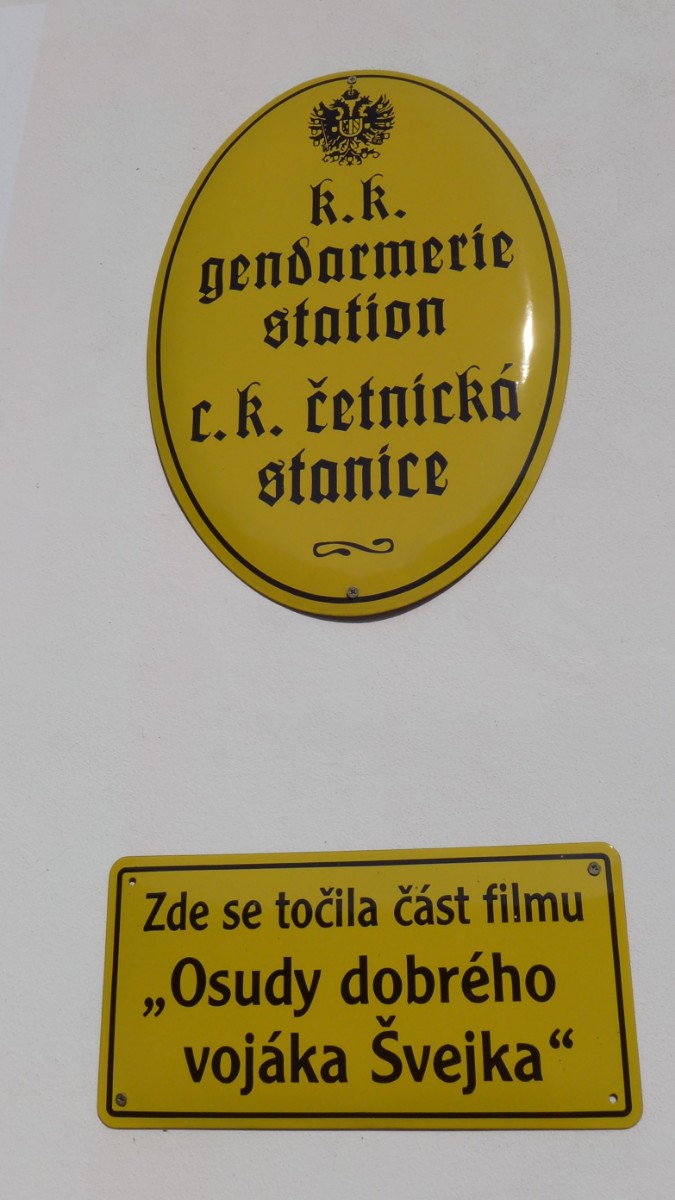 k.k.
gendarmerie
station
c.k. četnická
stanice
Zde se točila část filmu
„Osudy dobrého
vojáka Švejka“